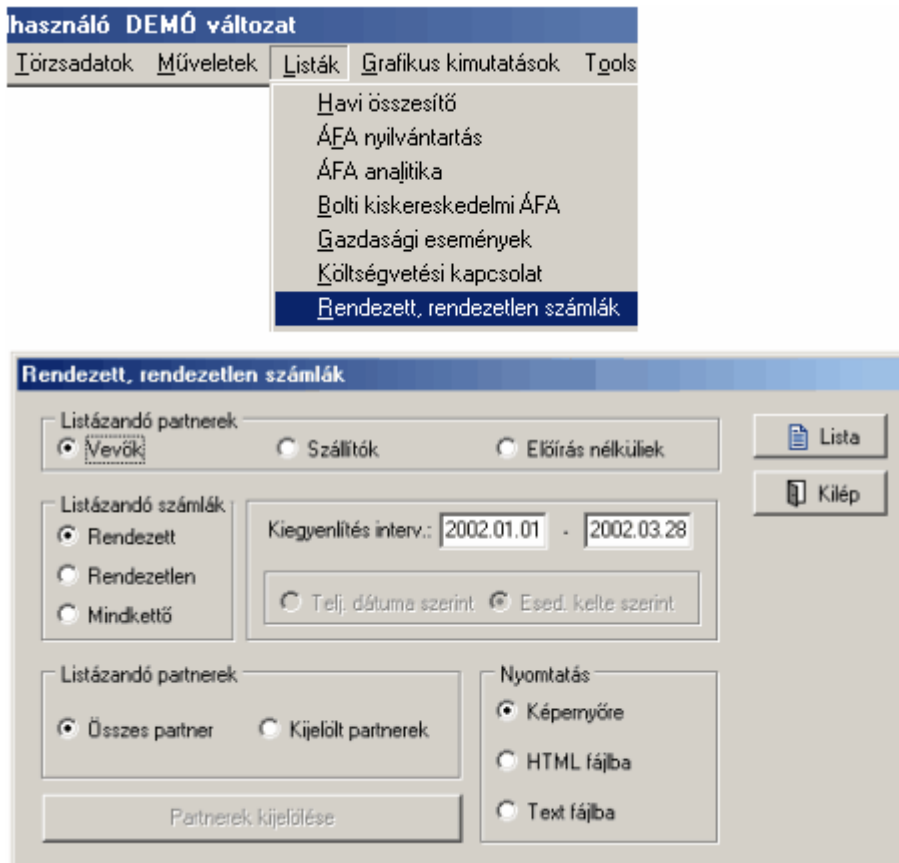 lhasználó DEMÓ változat
Törzsadatok Műveletek Listák Grafikus kimutatások Tools
Havi összesítő
ÁFA nyilvántartás
ÁFA analitika
Bolti kiskereskedelmi ÁFA
Gazdasági események
Költségvetési kapcsolat
Rendezett, rendezetlen számlák
Rendezett, rendezetlen számlák
Listázandó partnerek
Vevők Szállítók Előírás nélküliek
Lista
Kilép
Listázandó számlák
Rendezett
Rendezetlen
Mindkettő
Kiegyenlítés interv.: 2002.01.01 - 2002.03.28
Telj. dátuma szerint Esed. kelte szerint
Listázandó partnerek
Összes partner Kijelölt partnerek
Partnerek kijelölése
Nyomtatás
Képernyőre
HTML fájlba
Text fájlba